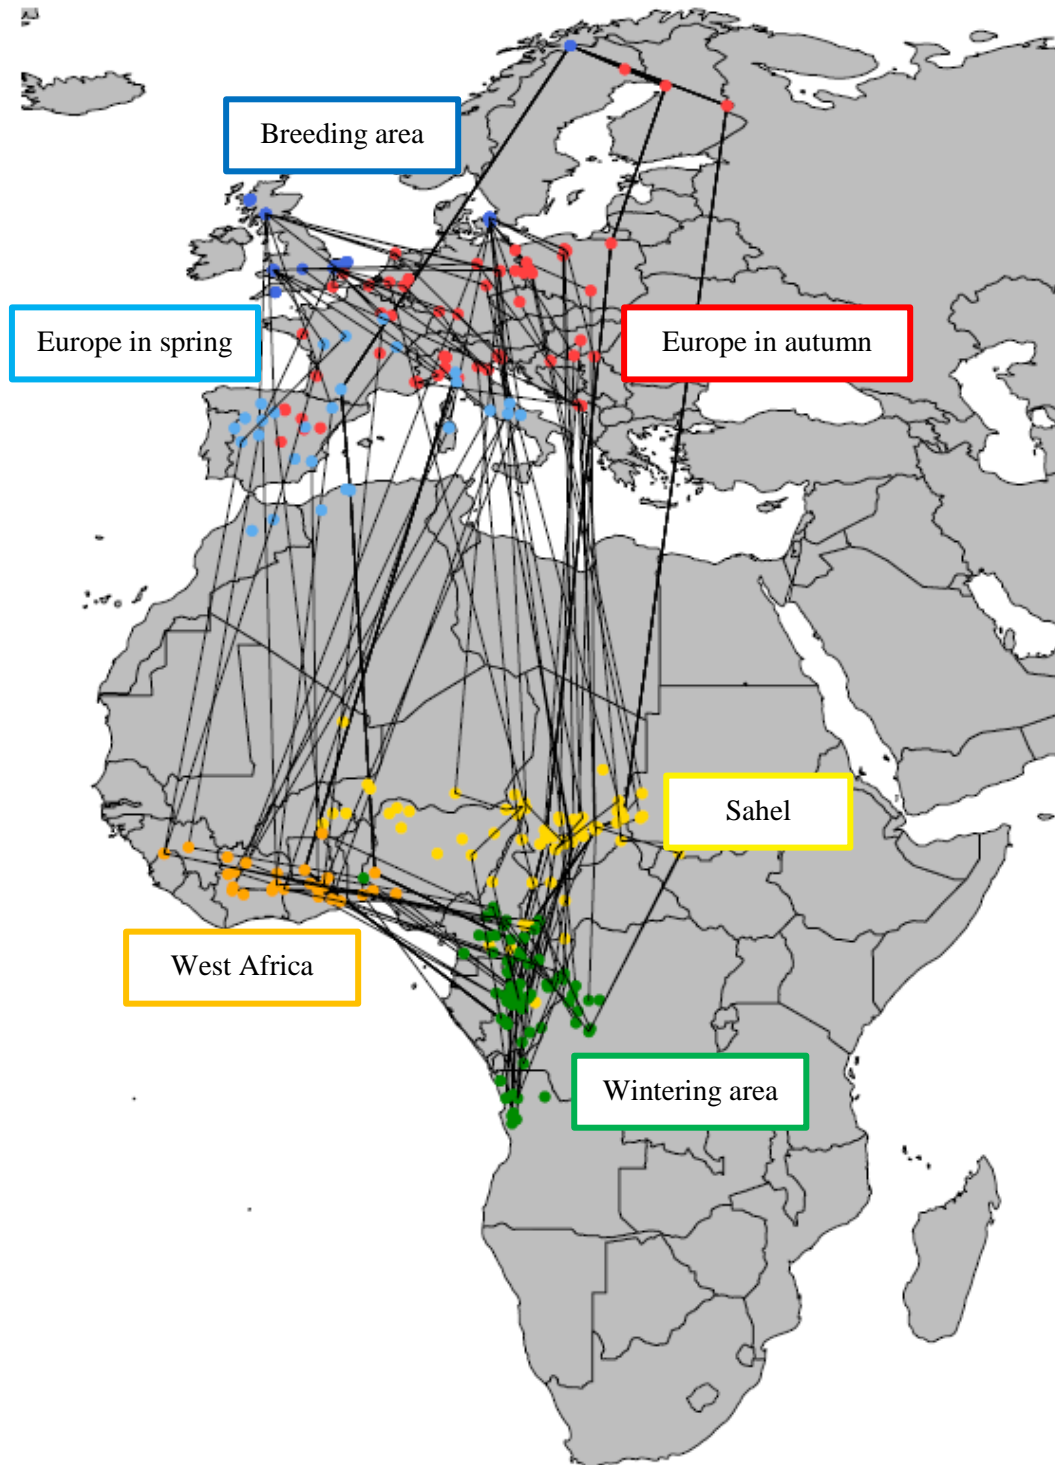 Breeding area
Europe in spring
Europe in autumn
Sahel
West Africa
Wintering area